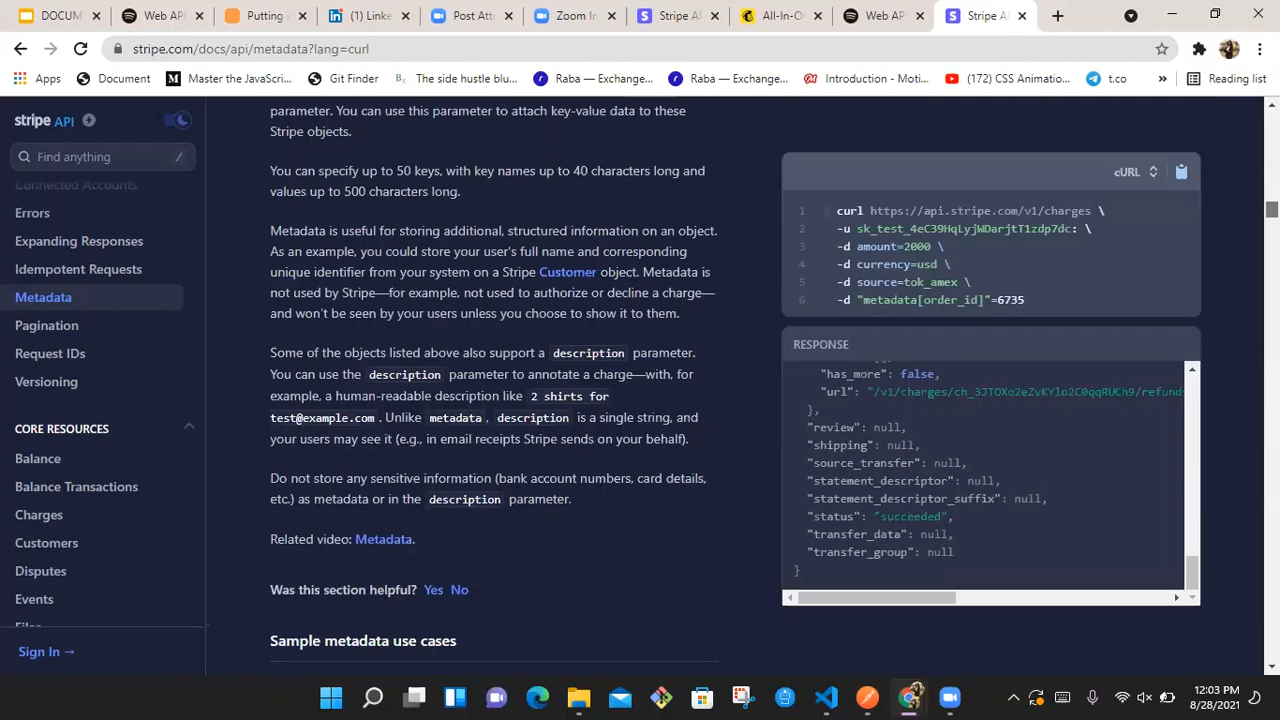 DOCUM
Web API
Putting
(1) Linke
Post Atte
Zoom In
Stripe AP
All-In-O
Web API
Stripe A
stripe.com/docs/api/metadata?lang=curl
Apps
Document
Master the JavaScri...
Git Finder
The side hustle blu...
Raba — Exchange...
Raba — Exchange...
Introduction - Moti...
(172) CSS Animatio...
t.co
»
Reading list
stripe API
Find anything
/
Connected Accounts
Errors
Expanding Responses
Idempotent Requests
Metadata
Pagination
Request IDs
Versioning
CORE RESOURCES
Balance
Balance Transactions
Charges
Customers
Disputes
Events
Files
Sign In →
parameter. You can use this parameter to attach key-value data to these
Stripe objects.
You can specify up to 50 keys, with key names up to 40 characters long and
values up to 500 characters long.
Metadata is useful for storing additional, structured information on an object.
As an example, you could store your user's full name and corresponding
unique identifier from your system on a Stripe Customer object. Metadata is
not used by Stripe—for example, not used to authorize or decline a charge—
and won't be seen by your users unless you choose to show it to them.
Some of the objects listed above also support a description parameter.
You can use the description parameter to annotate a charge—with, for
example, a human-readable description like 2 shirts for
test@example.com . Unlike metadata , description is a single string, and
your users may see it (e.g., in email receipts Stripe sends on your behalf).
Do not store any sensitive information (bank account numbers, card details,
etc.) as metadata or in the description parameter.
Related video: Metadata.
Was this section helpful? Yes No
Sample metadata use cases
cURL
1 curl https://api.stripe.com/v1/charges \
2 -u sk_test_4eC39HqLyjWDarjtT1zdp7dc: \
3 -d amount=2000 \
4 -d currency=usd \
5 -d source=tok_amex \
6 -d "metadata[order_id]"=6735
RESPONSE
"has_more": false,
"url": "/v1/charges/ch_3JTOXo2eZvKYlo2C0qqRUCh9/refunds
},
"review": null,
"shipping": null,
"source_transfer": null,
"statement_descriptor": null,
"statement_descriptor_suffix": null,
"status": "succeeded",
"transfer_data": null,
"transfer_group": null
}
12:03 PM
8/28/2021